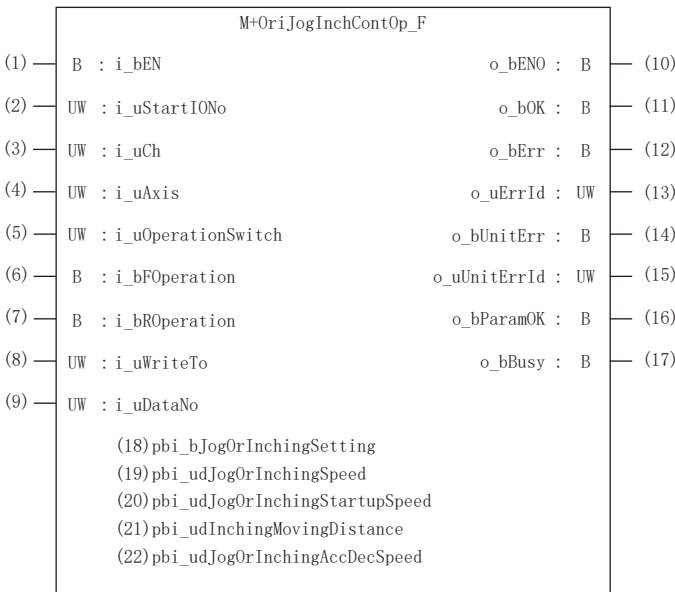 M+OriJogInchContOp_F
(1) B : i_bEN o_bENO : B (10)
(2) UW : i_uStartIONo o_bOK : B (11)
(3) UW : i_uCh o_bErr : B (12)
(4) UW : i_uAxis o_uErrId : UW (13)
(5) UW : i_uOperationSwitch o_bUnitErr : B (14)
(6) B : i_bFOperation o_uUnitErrId : UW (15)
(7) B : i_bROperation o_bParamOK : B (16)
(8) UW : i_uWriteTo o_bBusy : B (17)
(9) UW : i_uDataNo
(18)pbi_bJogOrInchingSetting
(19)pbi_udJogOrInchingSpeed
(20)pbi_udJogOrInchingStartupSpeed
(21)pbi_udInchingMovingDistance
(22)pbi_udJogOrInchingAccDecSpeed